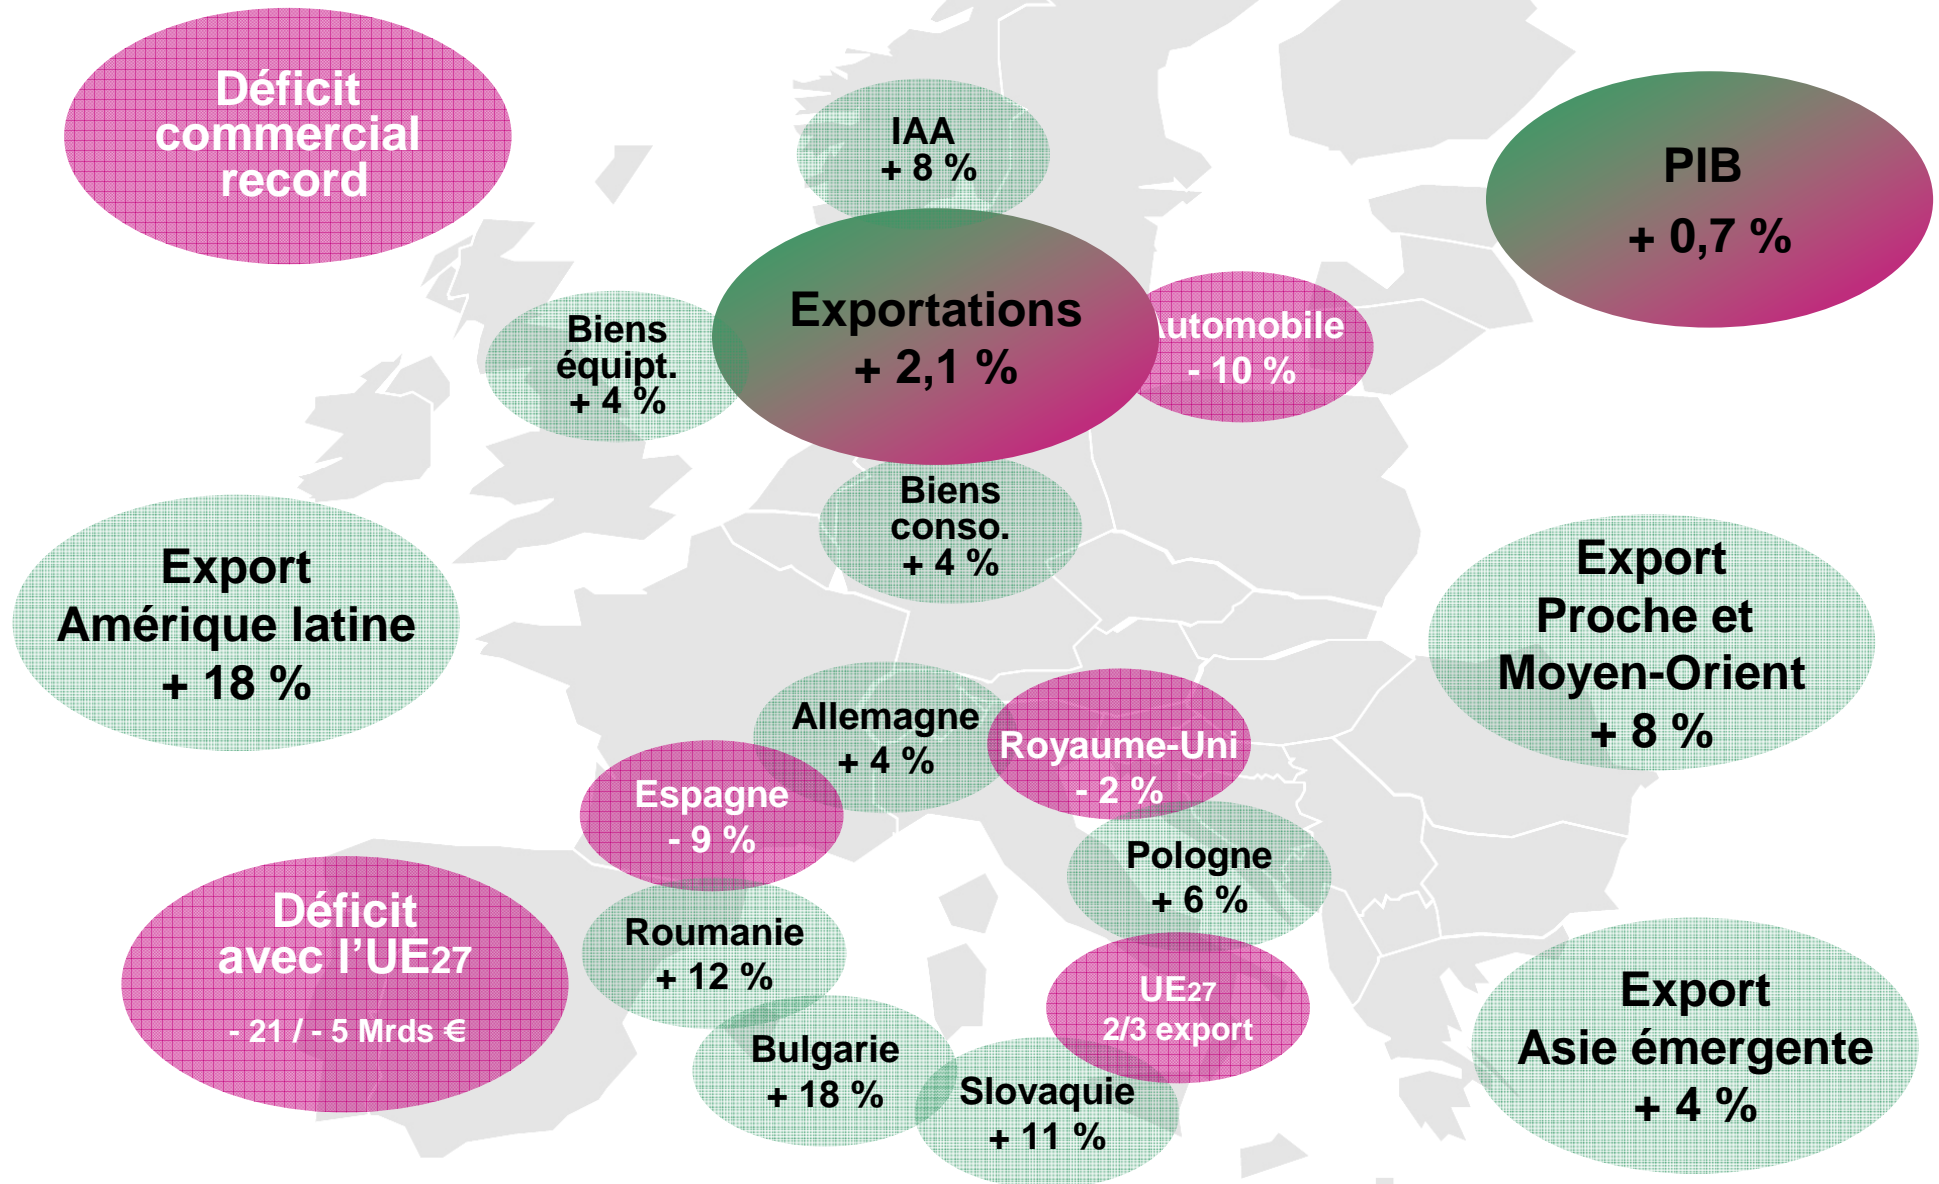 Déficit
commercial
record
IAA
+ 8 %
PIB
+ 0,7 %
Exportations
+ 2,1 %
Biens
équipt.
+ 4 %
Automobile
- 10 %
Biens
conso.
+ 4 %
Export
Amérique latine
+ 18 %
Export
Proche et
Moyen-Orient
+ 8 %
Allemagne
+ 4 %
Royaume-Uni
- 2 %
Espagne
- 9 %
Pologne
+ 6 %
Déficit
avec l'UE27
- 21 / - 5 Mrds €
Roumanie
+ 12 %
UE27
2/3 export
Bulgarie
+ 18 %
Slovaquie
+ 11 %
Export
Asie émergente
+ 4 %